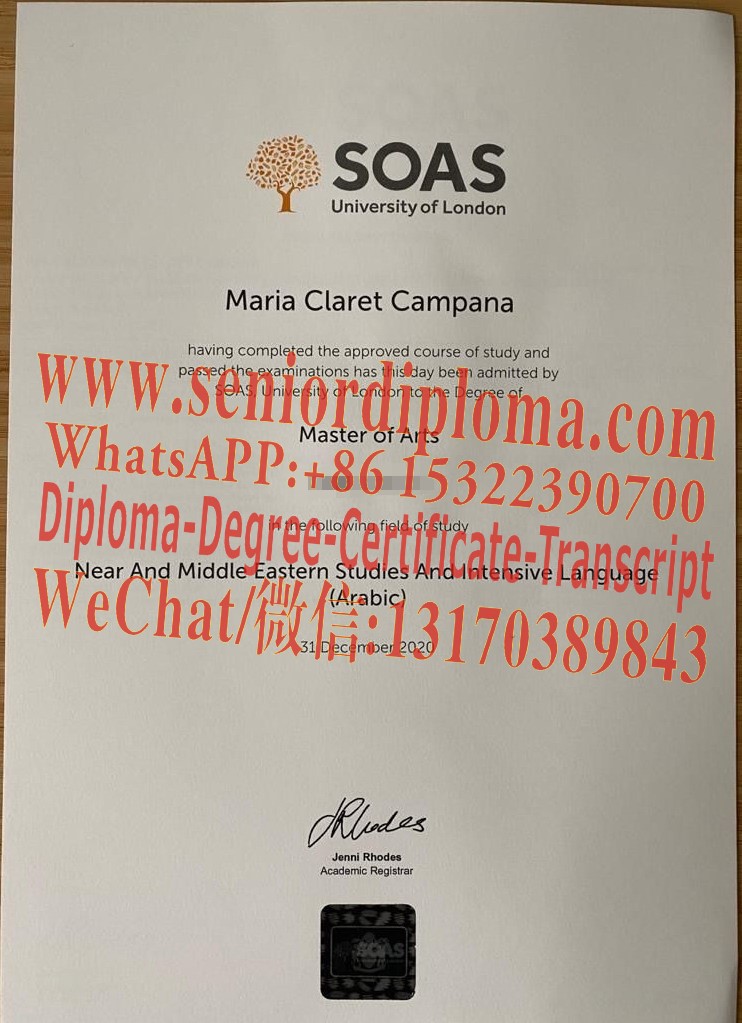 SOAS
University of London
Maria Claret Campana
having completed the approved course of study and
passed the examinations has this day been admitted by
SOAS, University of London to the Degree of
www.seniordiploma.com
Master of Arts
WhatsAPP:+86 15322390700
in the following field of study
Diploma-Degree-Certificate-Transcript
Near And Middle Eastern Studies And Intensive Language
(Arabic)
WeChat/微信:13170389843
31 December 2020
JRhodes
Jenni Rhodes
Academic Registrar
SOAS